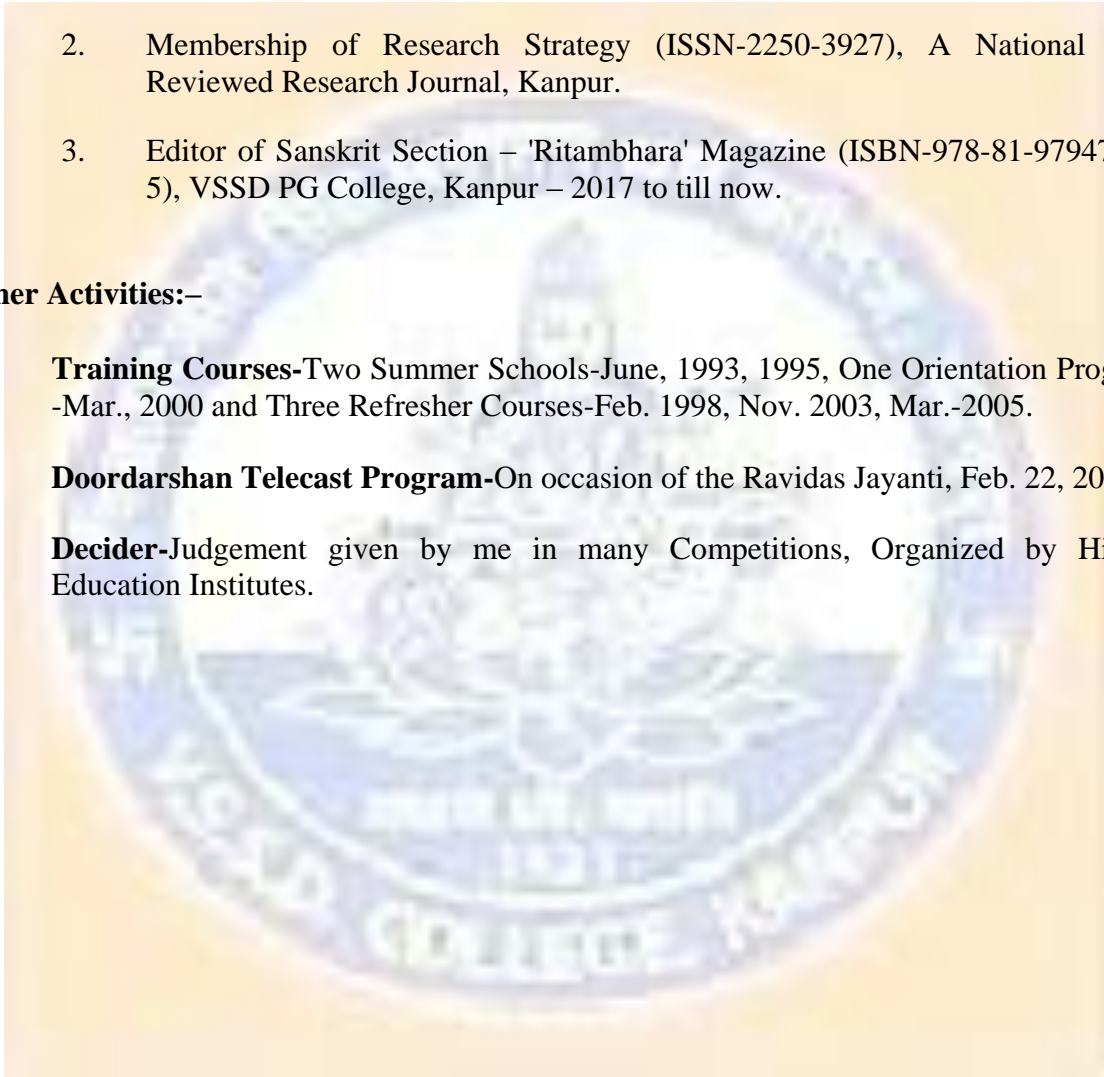 2. Membership of Research Strategy (ISSN-2250-3927), A National
Reviewed Research Journal, Kanpur.
3. Editor of Sanskrit Section – 'Ritambhara' Magazine (ISBN-978-81-97947
5), VSSD PG College, Kanpur – 2017 to till now.
her Activities:–
Training Courses-Two Summer Schools-June, 1993, 1995, One Orientation Prog
-Mar., 2000 and Three Refresher Courses-Feb. 1998, Nov. 2003, Mar.-2005.
Doordarshan Telecast Program-On occasion of the Ravidas Jayanti, Feb. 22, 20
Decider-Judgement given by me in many Competitions, Organized by Hi
Education Institutes.
COLLEGE KANPUR